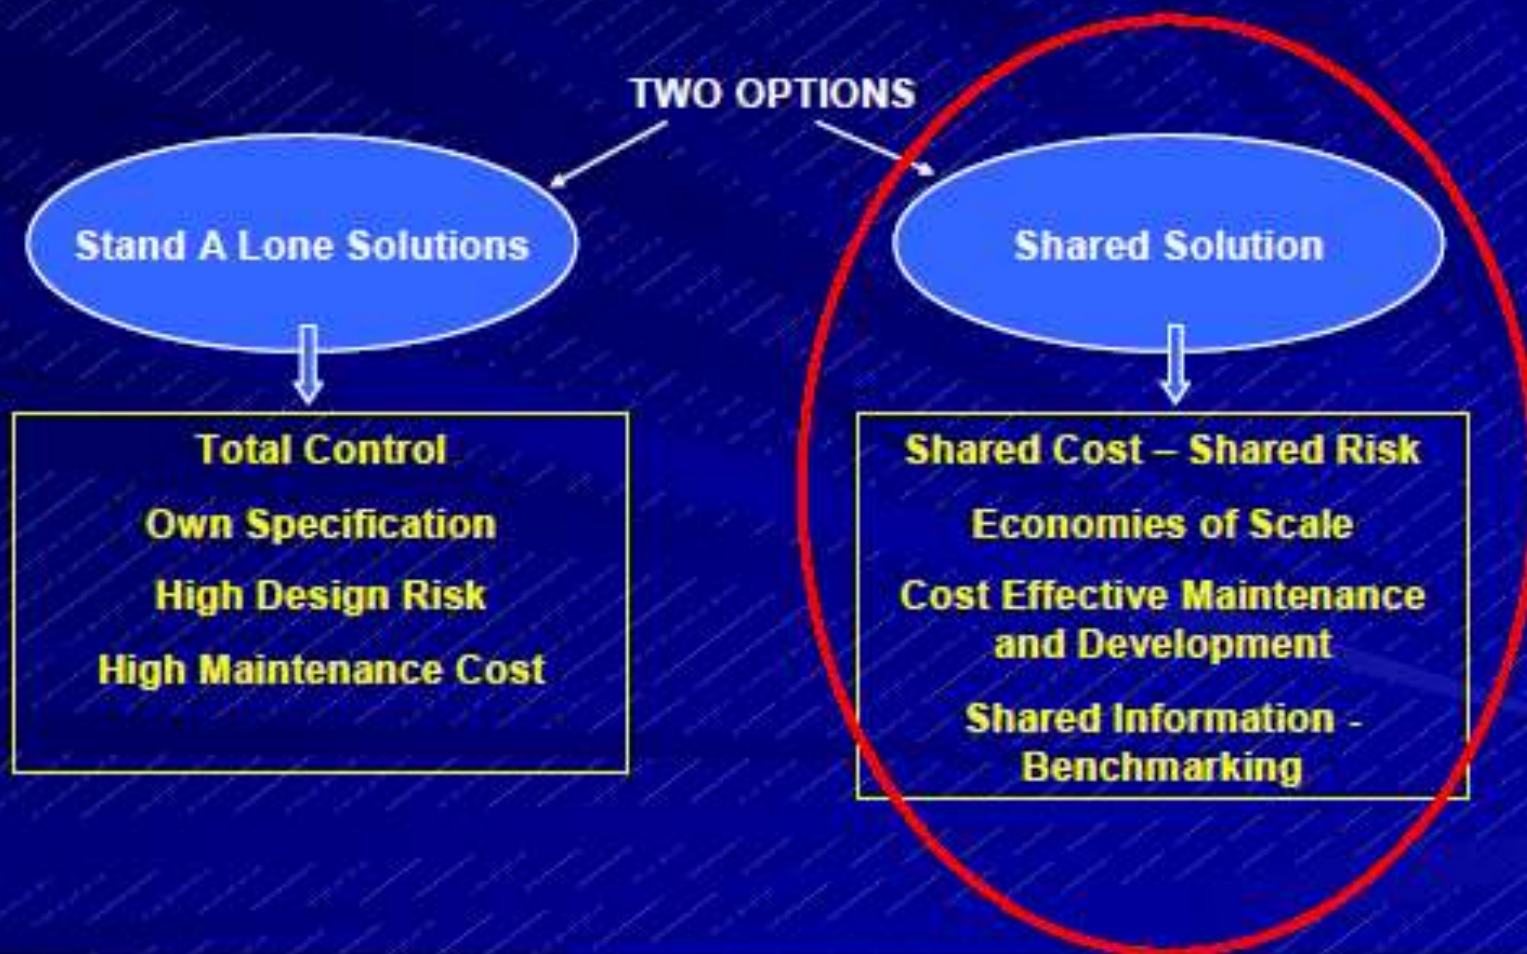 TWO OPTIONS
Stand A Lone Solutions
Total Control
Own Specification
High Design Risk
High Maintenance Cost
Shared Solution
Shared Cost – Shared Risk
Economies of Scale
Cost Effective Maintenance
and Development
Shared Information -
Benchmarking